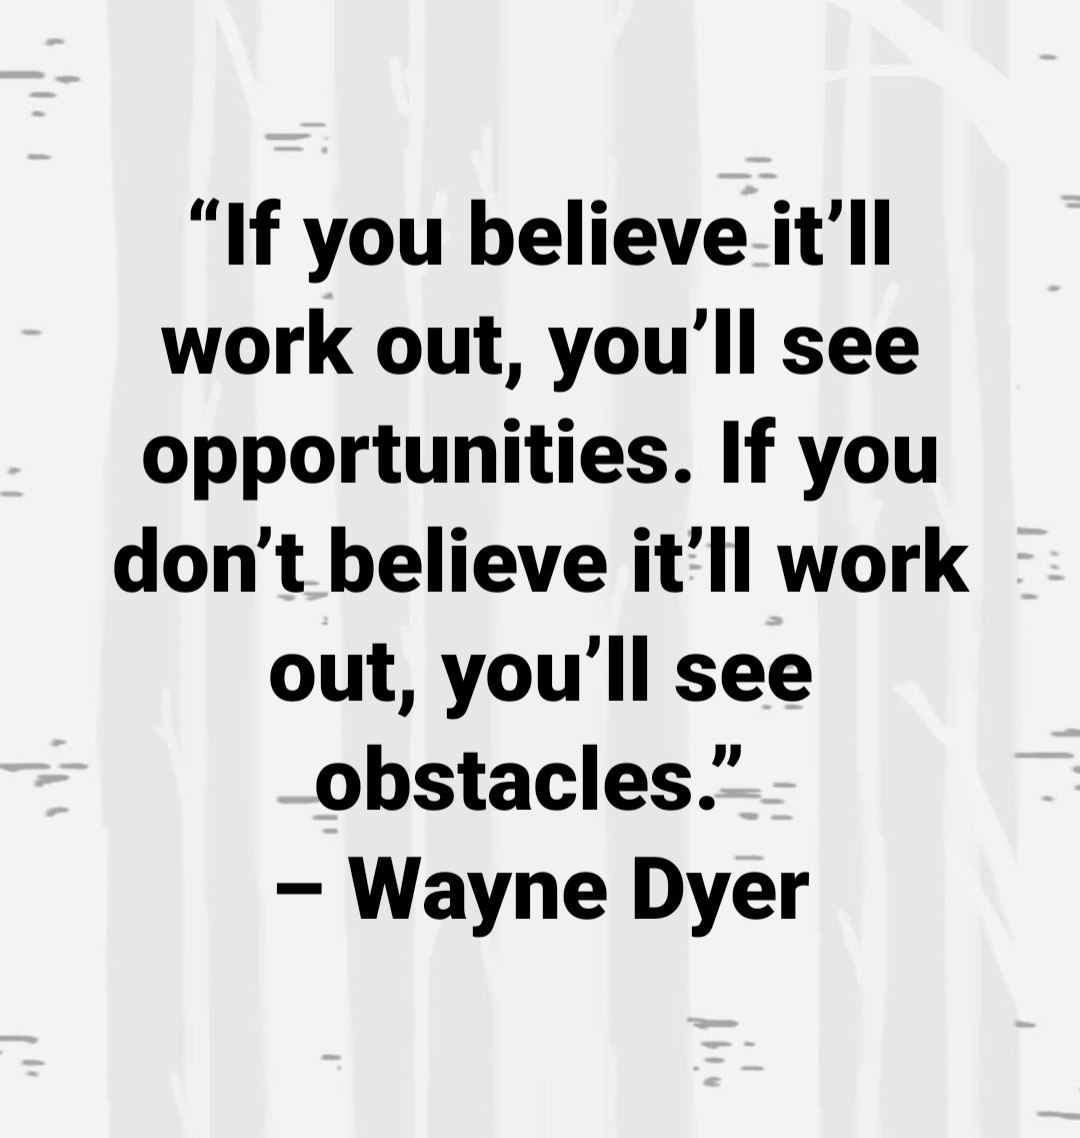 “If you believe it’ll
work out, you’ll see
opportunities. If you
don’t believe it’ll work
out, you’ll see
obstacles.”
– Wayne Dyer